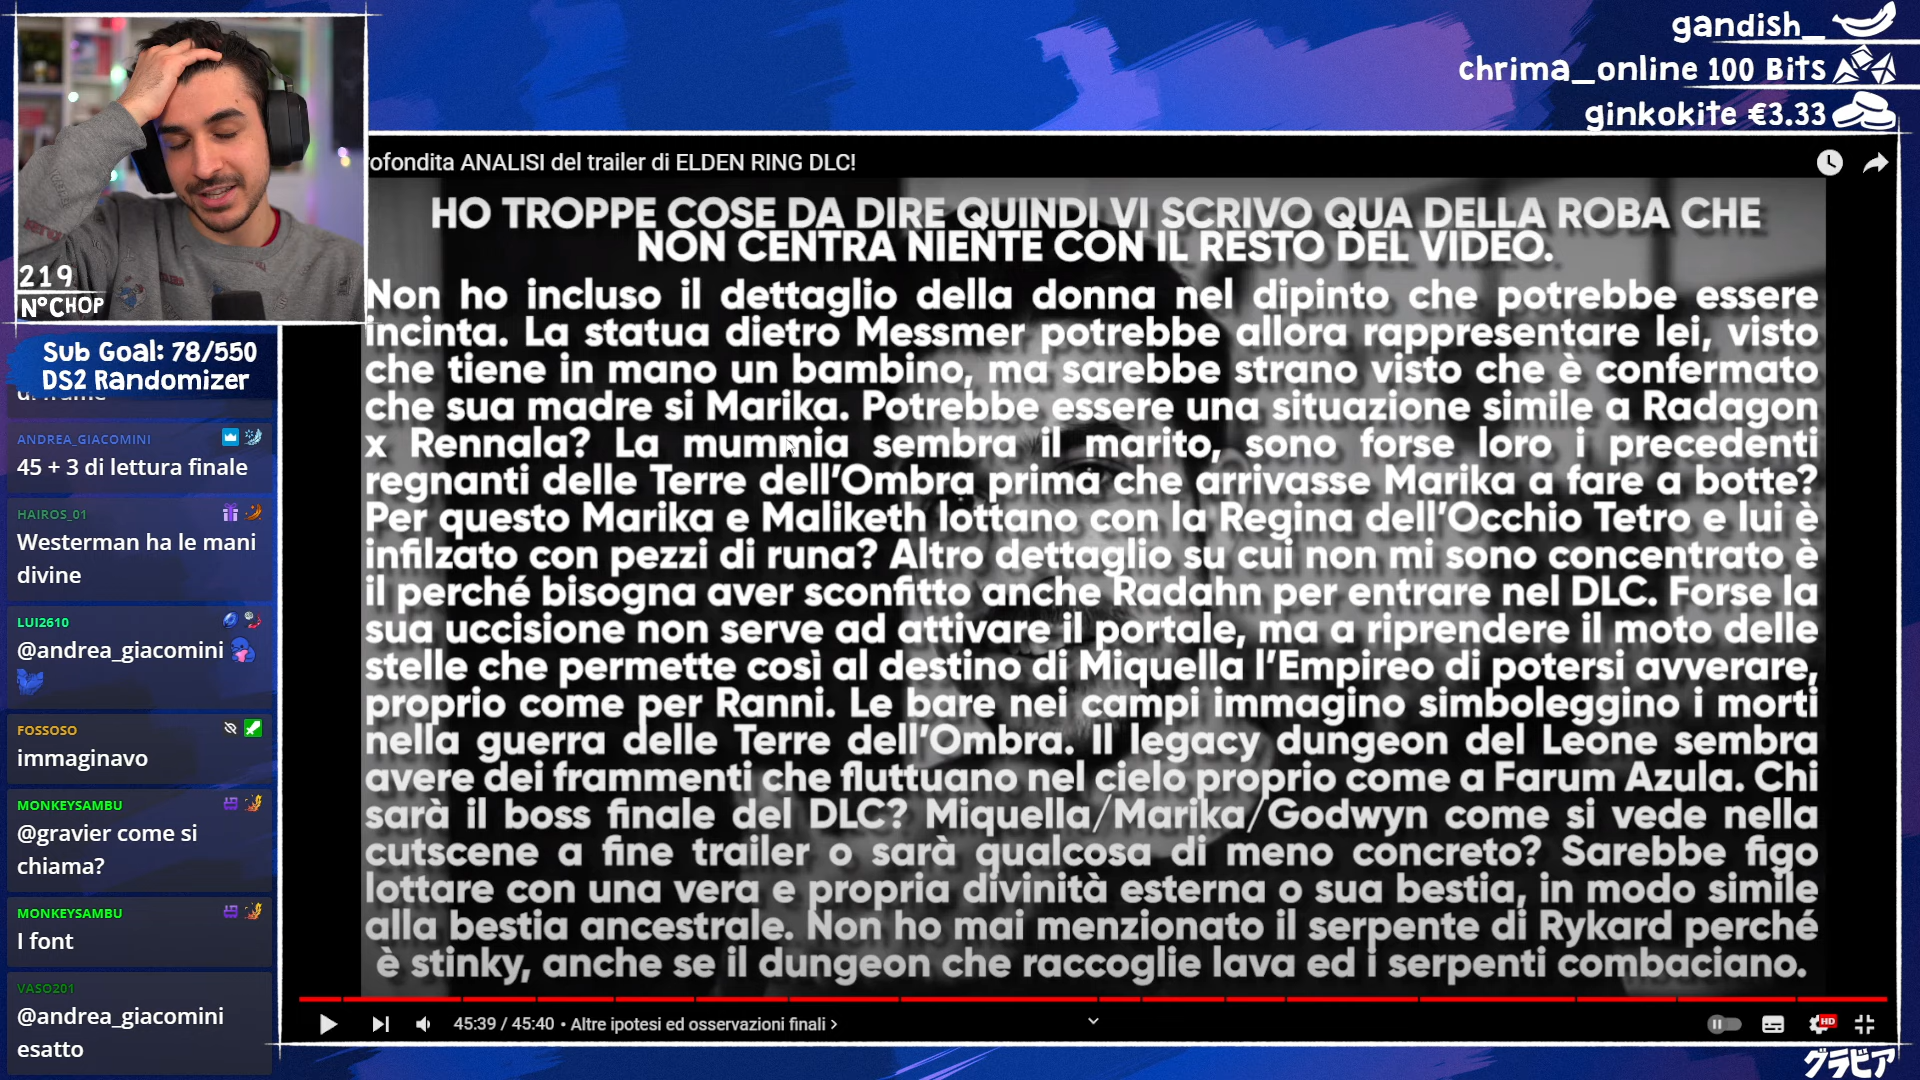 gandish_
chrima_online 100 Bits
ginkokite €3.33
219
N°CHOP
Sub Goal: 78/550
DS2 Randomizer
ANDREA_GIACOMINI
45 + 3 di lettura finale
HAIROS_01
Westerman ha le mani
divine
LUI2610
@andrea_giacomini
FOSSOSO
immaginavo
MONKEYSAMBU
@gravier come si
chiama?
MONKEYSAMBU
I font
VASO201
@andrea_giacomini
esatto
ofondita ANALISI del trailer di ELDEN RING DLC!
HO TROPPE COSE DA DIRE QUINDI VI SCRIVO QUA DELLA ROBA CHE
NON CENTRA NIENTE CON IL RESTO DEL VIDEO.
Non ho incluso il dettaglio della donna nel dipinto che potrebbe essere
incinta. La statua dietro Messmer potrebbe allora rappresentare lei, visto
che tiene in mano un bambino, ma sarebbe strano visto che è confermato
che sua madre si Marika. Potrebbe essere una situazione simile a Radagon
x Rennala? La mummia sembra il marito, sono forse loro i precedenti
regnanti delle Terre dell'Ombra prima che arrivasse Marika a fare a botte?
Per questo Marika e Maliketh lottano con la Regina dell'Occhio Tetro e lui è
infilzato con pezzi di runa? Altro dettaglio su cui non mi sono concentrato è
il perché bisogna aver sconfitto anche Radahn per entrare nel DLC. Forse la
sua uccisione non serve ad attivare il portale, ma a riprendere il moto delle
stelle che permette così al destino di Miquella l'Empireo di potersi avverare,
proprio come per Ranni. Le bare nei campi immagino simboleggino i morti
nella guerra delle Terre dell'Ombra. Il legacy dungeon del Leone sembra
avere dei frammenti che fluttuano nel cielo proprio come a Farum Azula. Chi
sarà il boss finale del DLC? Miquella/Marika/Godwyn come si vede nella
cutscene a fine trailer o sarà qualcosa di meno concreto? Sarebbe figo
lottare con una vera e propria divinità esterna o sua bestia, in modo simile
alla bestia ancestrale. Non ho mai menzionato il serpente di Rykard perché
è stinky, anche se il dungeon che raccoglie lava ed i serpenti combaciano.
45:39 / 45:40 • Altre ipotesi ed osservazioni finali >
HD
グラビア